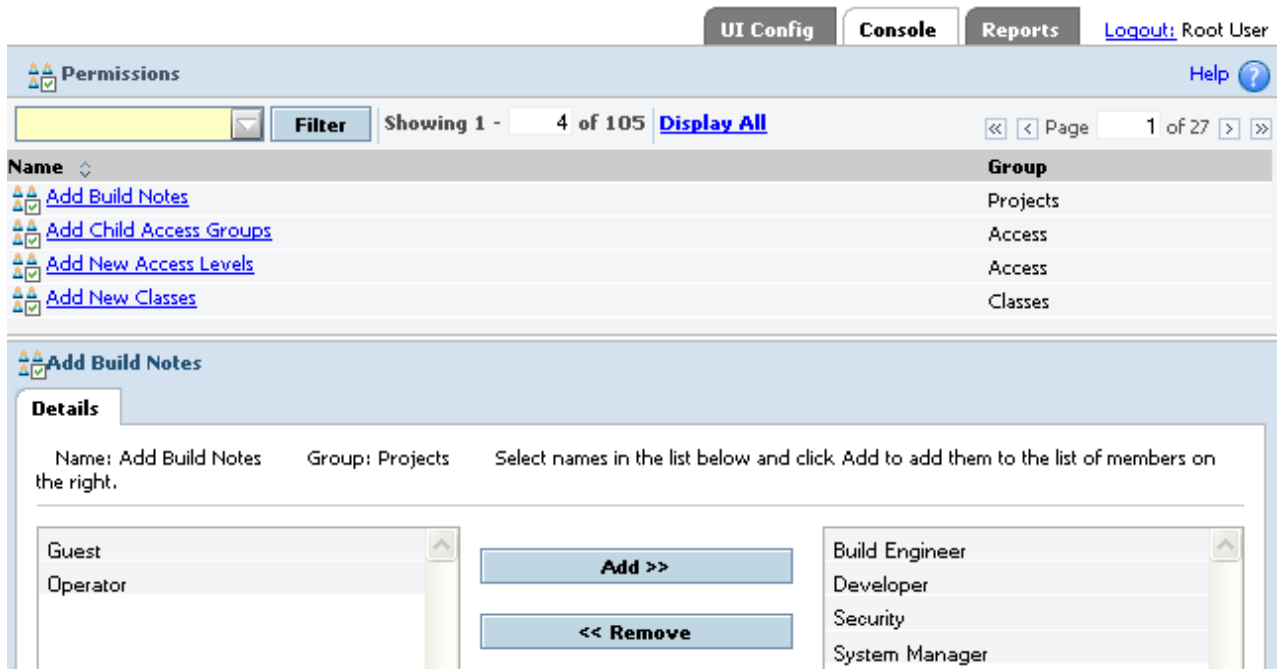 UI Config Console Reports Logout: Root User
Permissions Help ?
Filter Showing 1 - 4 of 105 Display All << < Page 1 of 27 > >>
Name Group
Add Build Notes Projects
Add Child Access Groups Access
Add New Access Levels Access
Add New Classes Classes
Add Build Notes
Details
Name: Add Build Notes Group: Projects Select names in the list below and click Add to add them to the list of members on
the right.
Guest
Operator
Add >>
<< Remove
Build Engineer
Developer
Security
System Manager